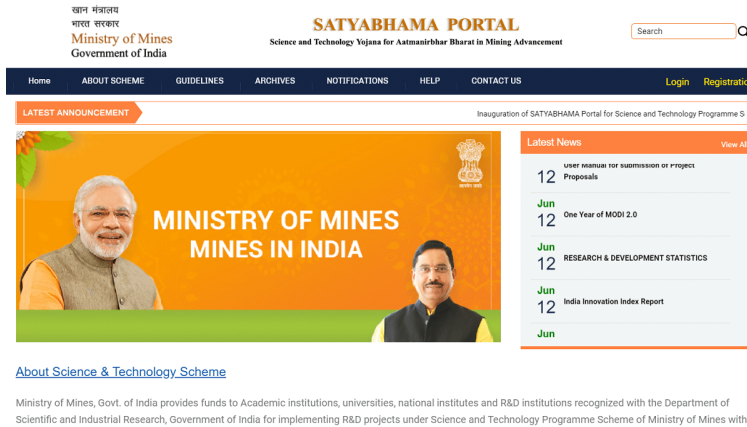 खान मंत्रालय
भारत सरकार
Ministry of Mines
Government of India
SATYABHAMA PORTAL
Science and Technology Yojana for Aatmanirbhar Bharat in Mining Advancement
Search
Home ABOUT SCHEME GUIDELINES ARCHIVES NOTIFICATIONS HELP CONTACT US Login Registratio
LATEST ANNOUNCEMENT
Inauguration of SATYABHAMA Portal for Science and Technology Programme S
MINISTRY OF MINES
MINES IN INDIA
Latest News View Al
12 User Manual for submission of Project
Proposals
Jun
12 One Year of MODI 2.0
Jun
12 RESEARCH & DEVELOPMENT STATISTICS
Jun
12 India Innovation Index Report
Jun
About Science & Technology Scheme
Ministry of Mines, Govt. of India provides funds to Academic institutions, universities, national institutes and R&D institutions recognized with the Department of
Scientific and Industrial Research, Government of India for implementing R&D projects under Science and Technology Programme Scheme of Ministry of Mines with